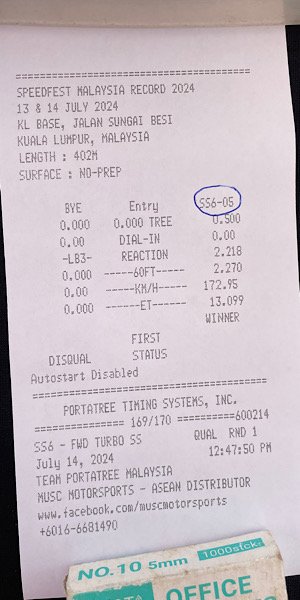 ==========================================
SPEEDFEST MALAYSIA RECORD 2024
13 & 14 JULY 2024
KL BASE, JALAN SUNGAI BESI
KUALA LUMPUR, MALAYSIA
LENGTH : 402M
SURFACE : NO-PREP
BYE Entry SS6-05
0.000 0.000 TREE 0.500
0.00 DIAL-IN 0.00
-LB3- REACTION 2.218
0.000 ------60FT------ 2.270
0.00 -----KM/H----- 172.95
0.000 -------ET------- 13.099
WINNER
FIRST
DISQUAL STATUS
Autostart Disabled
==========================================
PORTATREE TIMING SYSTEMS, INC.
=============== 169/170 ==========600214
SS6 - FWD TURBO SS QUAL RND 1
July 14, 2024 12:47:50 PM
TEAM PORTATREE MALAYSIA
MUSC MOTORSPORTS - ASEAN DISTRIBUTOR
www.facebook.com/muscmotorsports
+6016-6681490
NO.10 5mm 1000stick
OFFICE